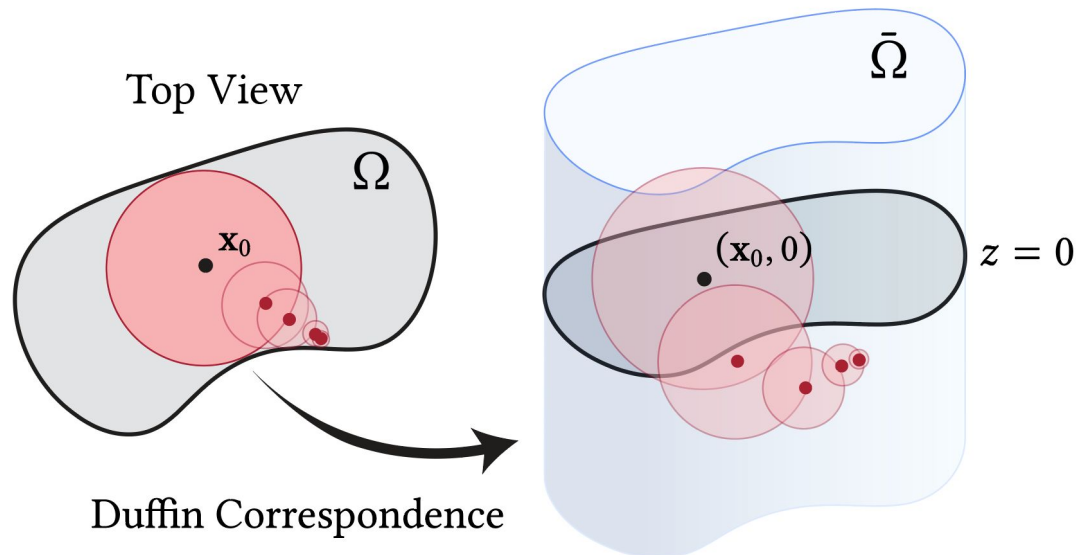 Top View
Ω
x₀
Duffin Correspondence
Ω̄
(x₀, 0)
z = 0